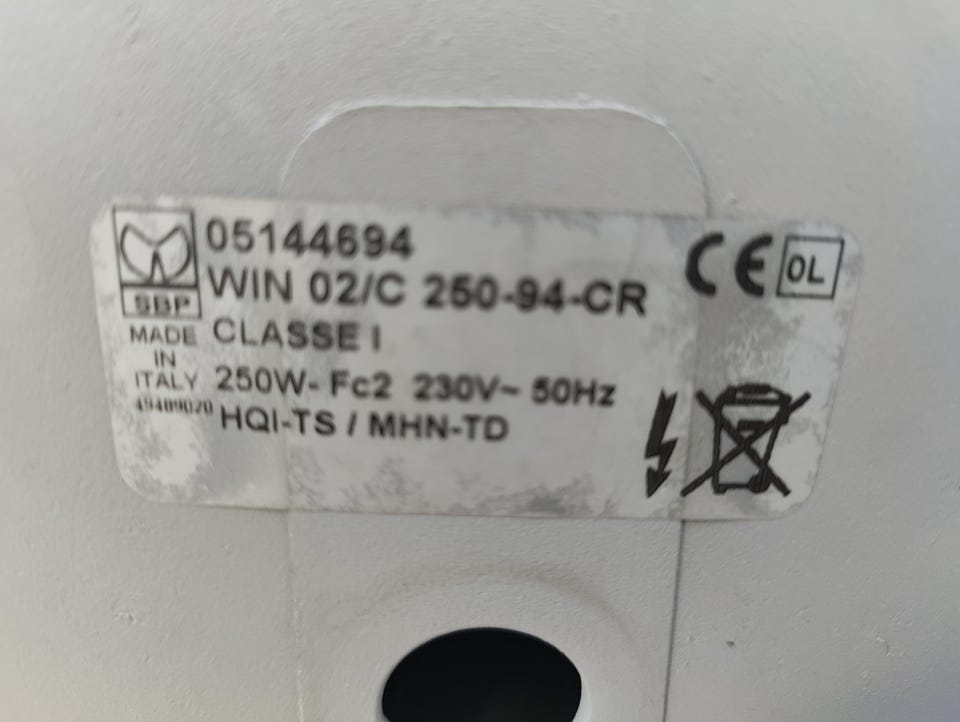 05144694
WIN 02/C 250-94-CR
SBP
CE OL
MADE
IN
ITALY
CLASSE I
250W- Fc2 230V~ 50Hz
HQI-TS / MHN-TD